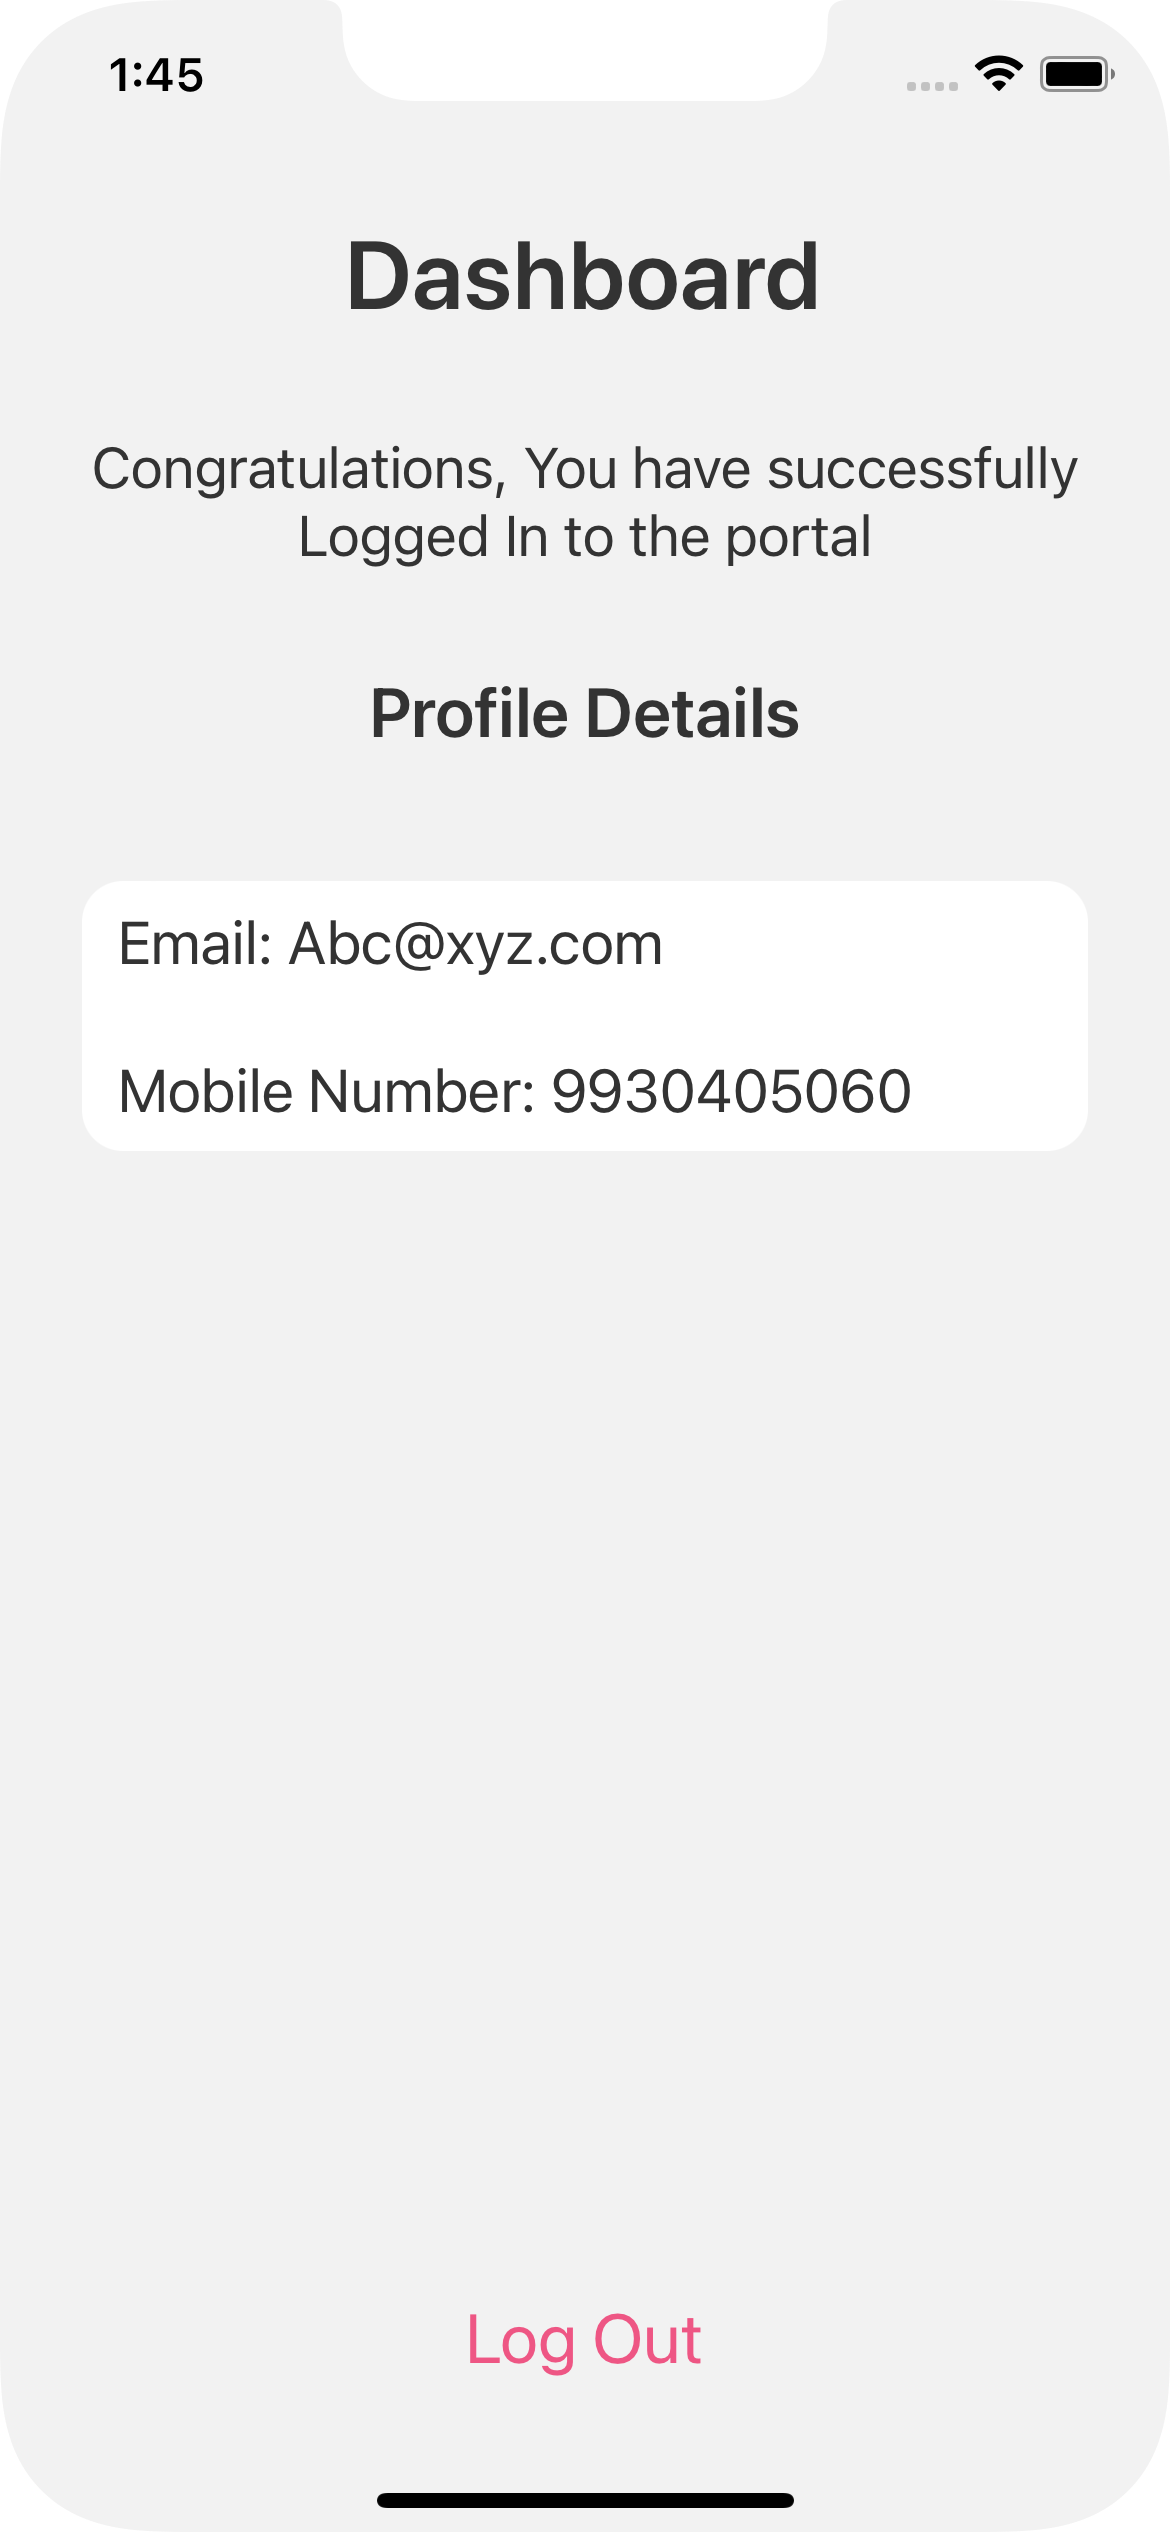 1:45
Dashboard
Congratulations, You have successfully
Logged In to the portal
Profile Details
Email: Abc@xyz.com
Mobile Number: 9930405060
Log Out